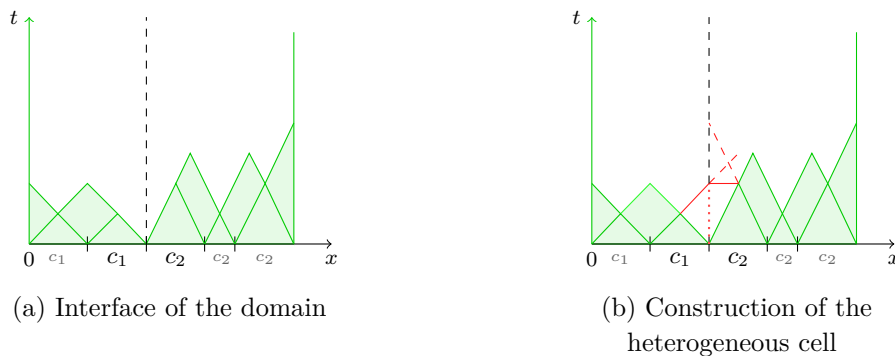 t
t
0 c₁ c₁ c₂ c₂ c₂ x
0 c₁ c₁ c₂ c₂ c₂ x
(a) Interface of the domain
(b) Construction of the
heterogeneous cell